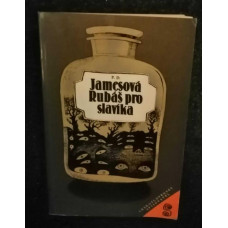 P. D.
Jamesová
Rubáš pro
slavíka